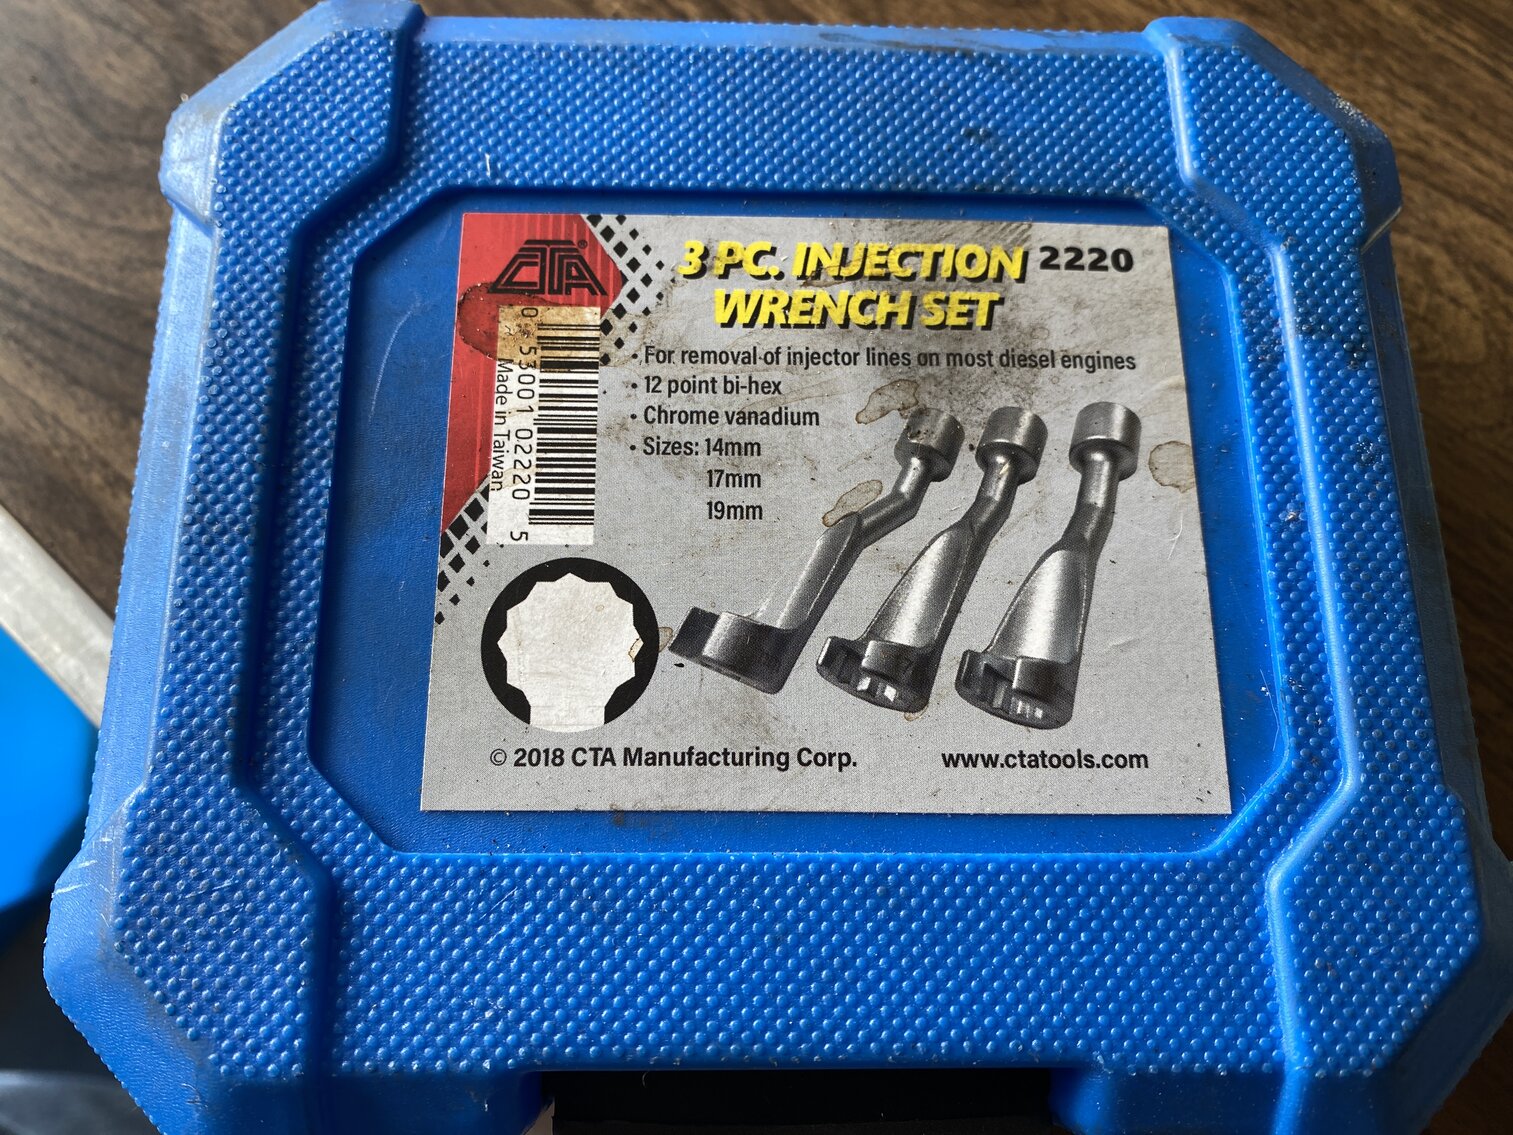 CTA®
3 PC. INJECTION 2220
WRENCH SET
• For removal of injector lines on most diesel engines
• 12 point bi-hex
• Chrome vanadium
• Sizes: 14mm
17mm
19mm
0 53001 02220 5
Made in Taiwan
© 2018 CTA Manufacturing Corp.
www.ctatools.com